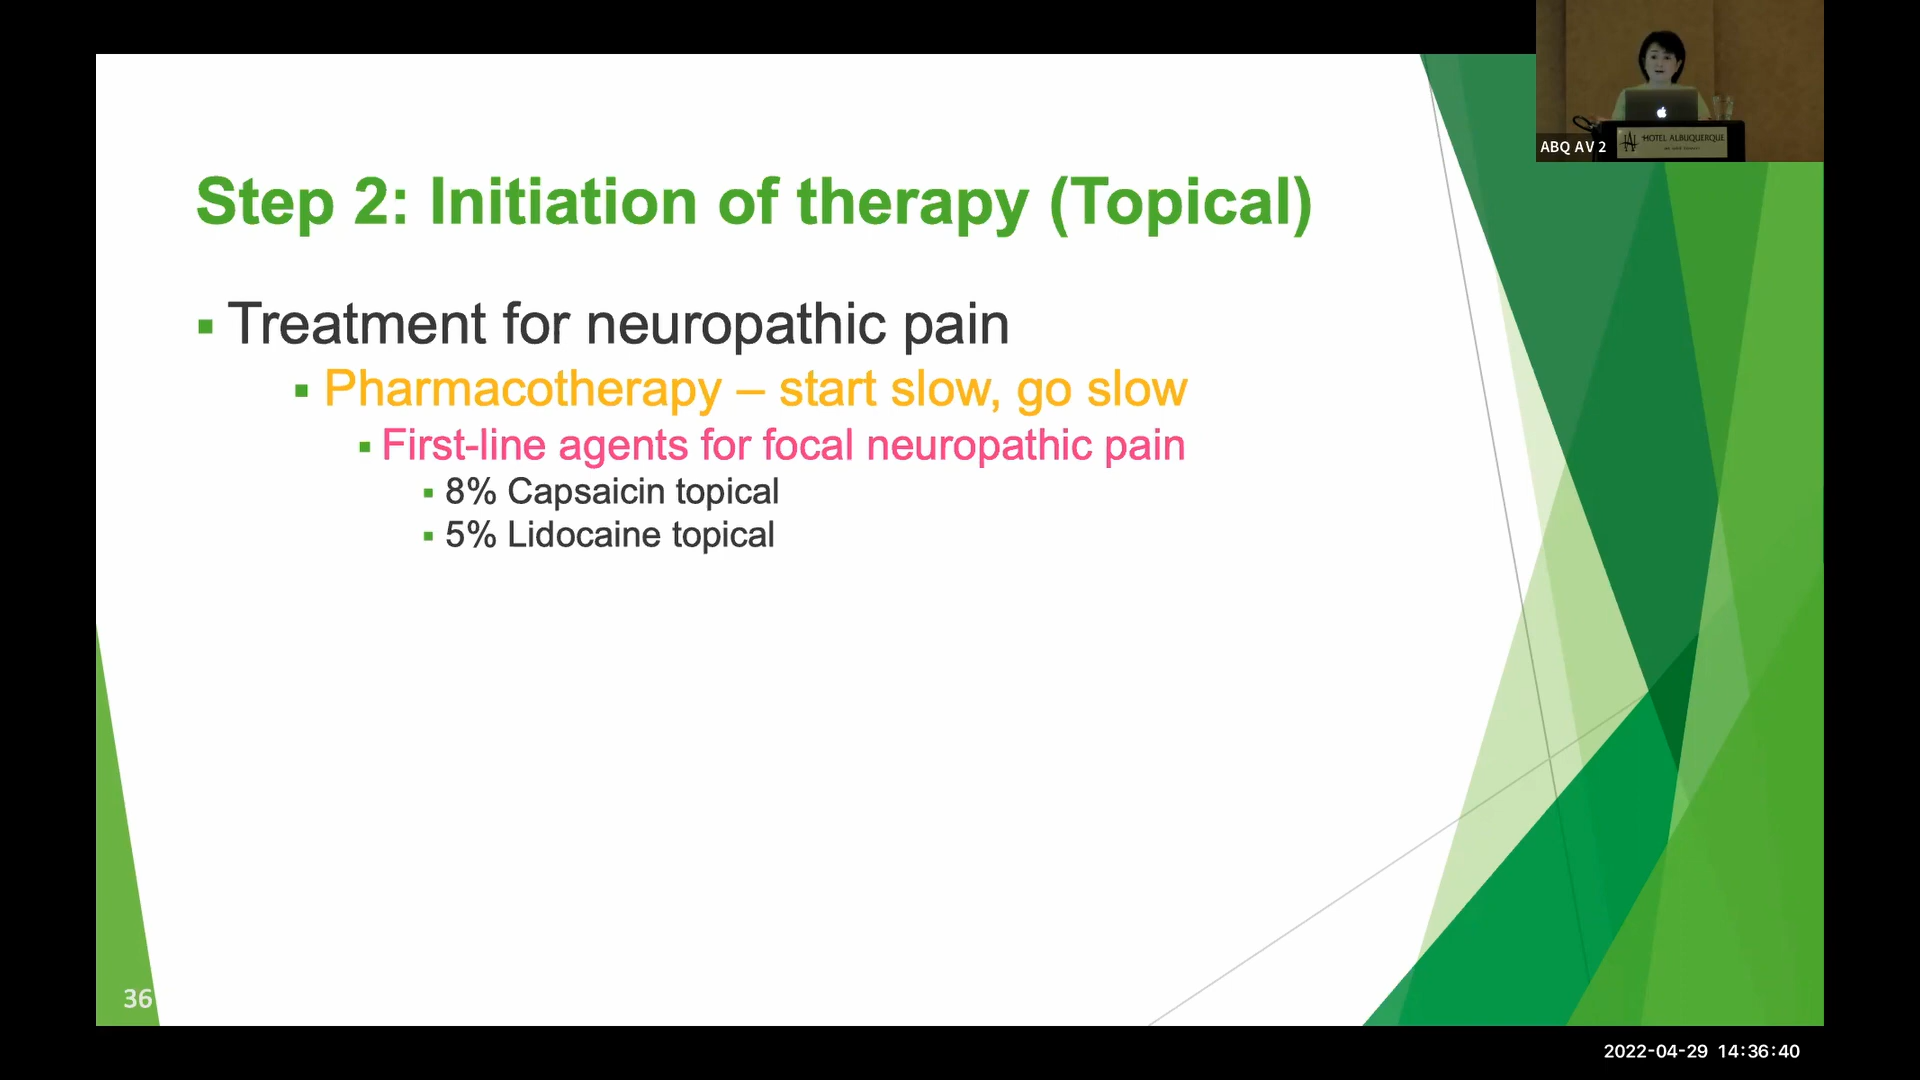 Step 2: Initiation of therapy (Topical)
Treatment for neuropathic pain
Pharmacotherapy – start slow, go slow
First-line agents for focal neuropathic pain
8% Capsaicin topical
5% Lidocaine topical
36
ABQ AV 2
HOTEL ALBUQUERQUE
2022-04-29 14:36:40